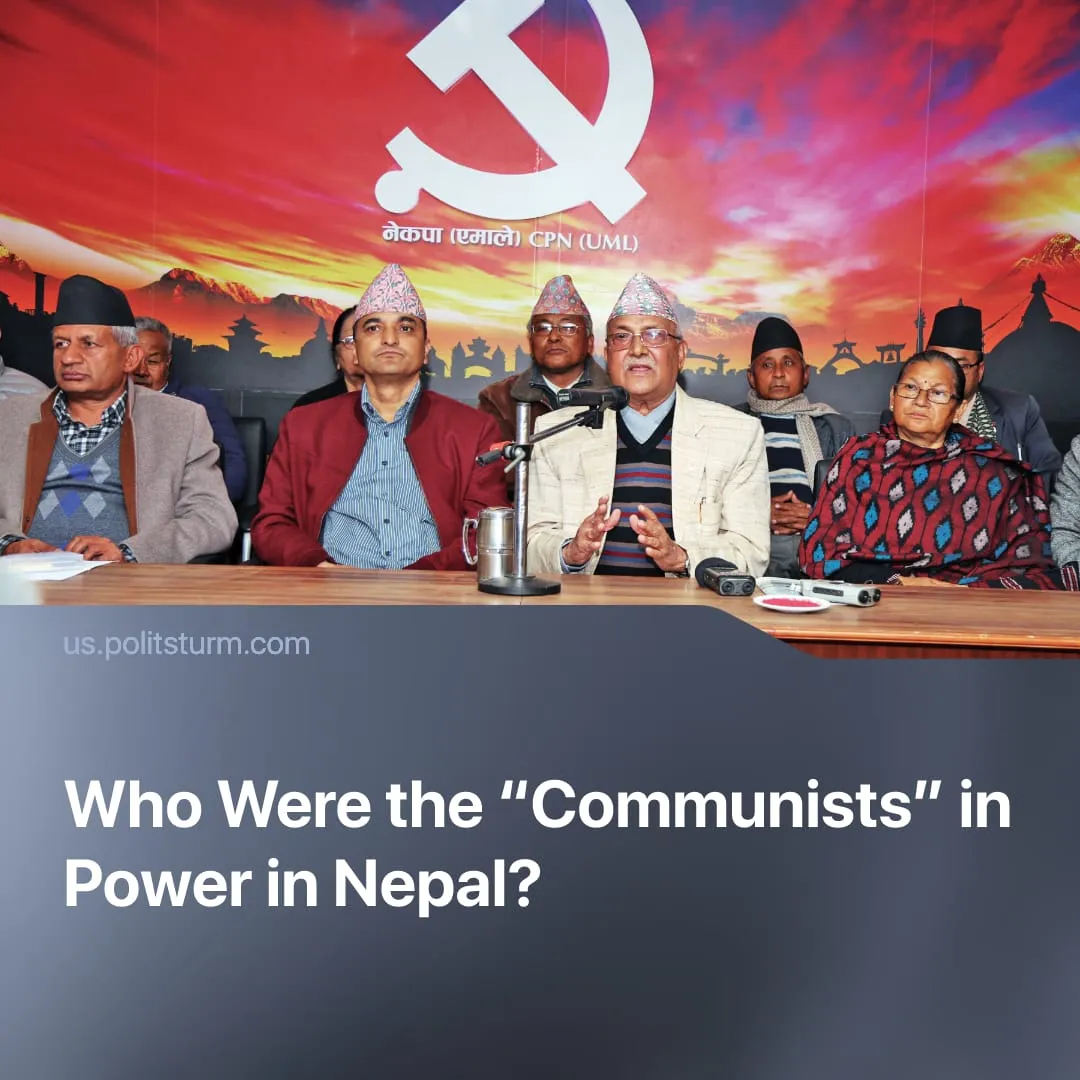 नेकपा (एमाले) CPN (UML)
us.politsturm.com
Who Were the “Communists” in
Power in Nepal?